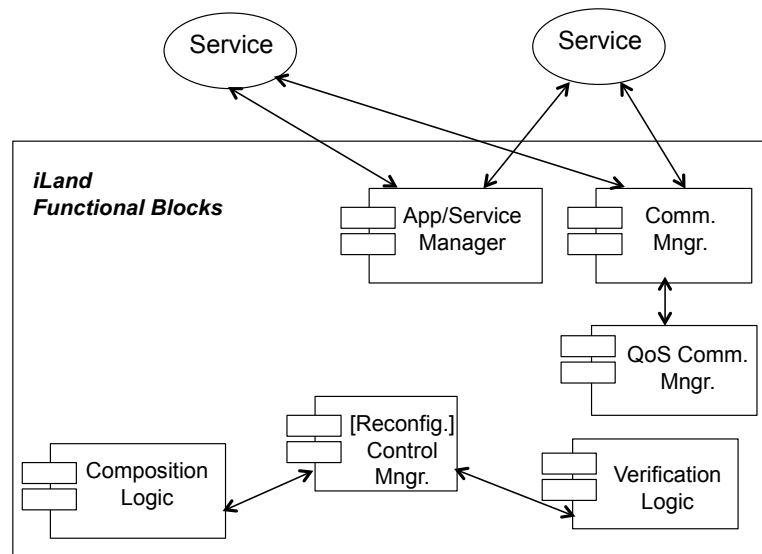 Service
Service
iLand
Functional Blocks
App/Service
Manager
Comm.
Mngr.
QoS Comm.
Mngr.
[Reconfig.]
Control
Mngr.
Composition
Logic
Verification
Logic